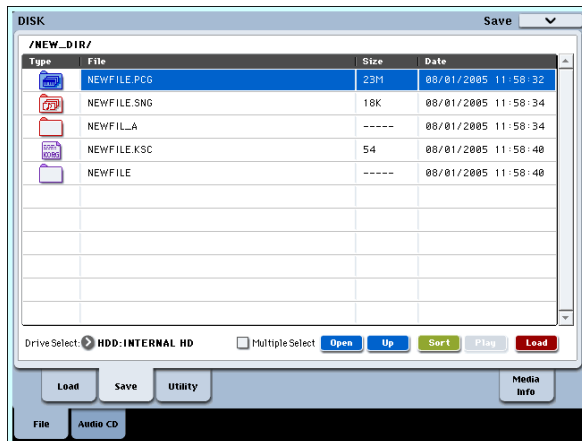 DISK Save
/NEW_DIR/
Type File Size Date
NEWFILE.PCG 23M 08/01/2005 11:58:32
NEWFILE.SNG 18K 08/01/2005 11:58:34
NEWFIL_A ----- 08/01/2005 11:58:34
KORG NEWFILE.KSC 54 08/01/2005 11:58:40
NEWFILE ----- 08/01/2005 11:58:40
Drive Select: HDD:INTERNAL HD Multiple Select Open Up Sort Play Load
Load Save Utility Media Info
File Audio CD